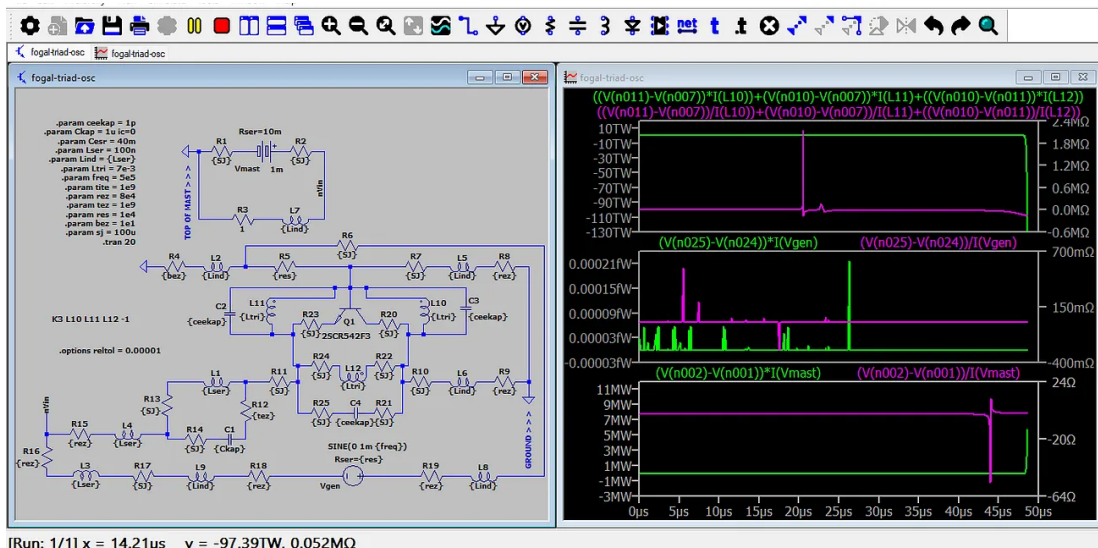 net
fogal-triad-osc fogal-triad-osc
fogal-triad-osc
.param ceekap = 1p
.param Ckap = 1u ic=0
.param Cesr = 40m
.param Lser = 100n
.param Lind = {Lser}
.param Ltri = 7e-3
.param freq = 5e5
.param tite = 1e9
.param rez = 8e4
.param tez = 1e9
.param res = 1e4
.param bez = 1e1
.param sj = 100u
.tran 20
Rser=10m
R1 R2
{SJ} {SJ}
Vmast 1m
TOP OF MAST > > >
nVin
R3 L7
1 {Lind}
R6
{SJ}
R4 L2 R5 R7 L5 R8
{bez} {Lind} {res} {SJ} {Lind} {rez}
C2 L11 L10 C3
{ceekap} {Ltri} {Ltri} {ceekap}
R23 Q1 R20
{SJ} 2SCR542F3 {SJ}
K3 L10 L11 L12 -1
.options reltol = 0.00001
R24 L12 R22
{SJ} {Ltri} {SJ}
L1 R11 R10 L6 R9
{Lser} {SJ} {SJ} {Lind} {rez}
R25 C4 R21
{SJ} {ceekap} {SJ}
R13 R12
{SJ} {tez}
nVin
R15 L4 R14 C1
{rez} {Lser} {SJ} {Ckap}
R16
{rez}
SINE(0 1m {freq})
Rser={res}
GROUND > > >
L3 R17 L9 R18 Vgen R19 L8
{Lser} {SJ} {Lind} {rez} {rez} {Lind}
fogal-triad-osc
((V(n011)-V(n007))*I(L10))+(V(n010)-V(n007))*I(L11)+((V(n010)-V(n011))*I(L12))
((V(n011)-V(n007))/I(L10))+(V(n010)-V(n007))/I(L11)+((V(n010)-V(n011))/I(L12))
10TW 2.4MΩ
-10TW 1.8MΩ
-30TW
-50TW 1.2MΩ
-70TW 0.6MΩ
-90TW
-110TW 0.0MΩ
-130TW -0.6MΩ
(V(n025)-V(n024))*I(Vgen) (V(n025)-V(n024))/I(Vgen)
700mΩ
0.00021fW
0.00015fW
0.00009fW 150mΩ
0.00003fW
-0.00003fW -400mΩ
(V(n002)-V(n001))*I(Vmast) (V(n002)-V(n001))/I(Vmast)
11MW 24Ω
9MW
7MW
5MW -20Ω
3MW
1MW
-1MW
-3MW -64Ω
0µs 5µs 10µs 15µs 20µs 25µs 30µs 35µs 40µs 45µs 50µs
[Run: 1/1] x = 14.21µs y = -97.39TW, 0.052MΩ